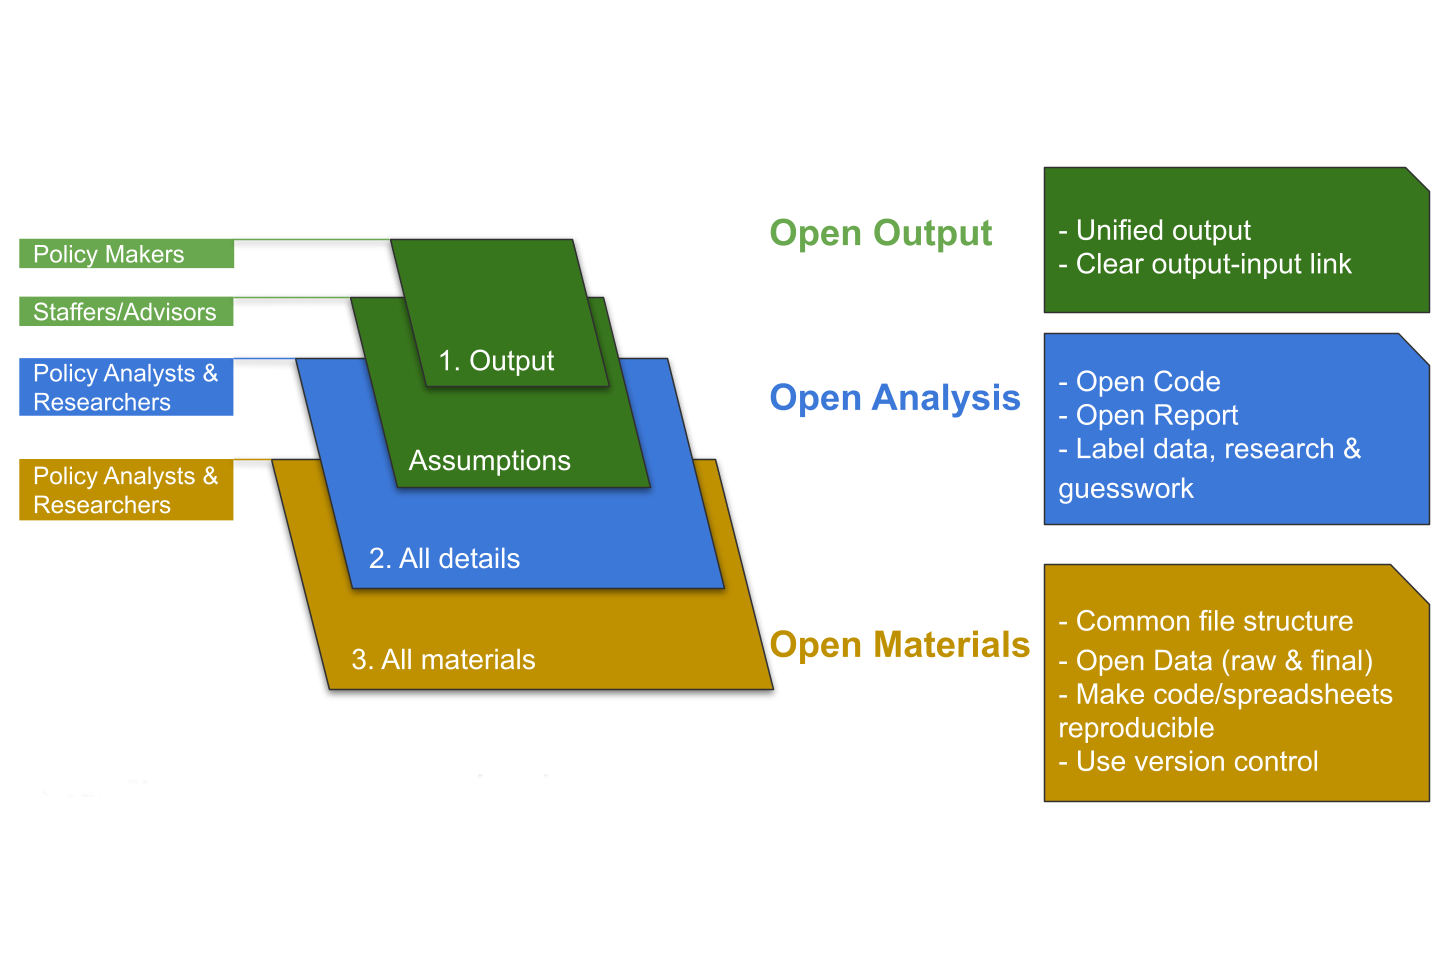 Policy Makers
Staffers/Advisors
Policy Analysts &
Researchers
Policy Analysts &
Researchers
1. Output
Assumptions
2. All details
3. All materials
Open Output
- Unified output
- Clear output-input link
Open Analysis
- Open Code
- Open Report
- Label data, research &
guesswork
Open Materials
- Common file structure
- Open Data (raw & final)
- Make code/spreadsheets
reproducible
- Use version control